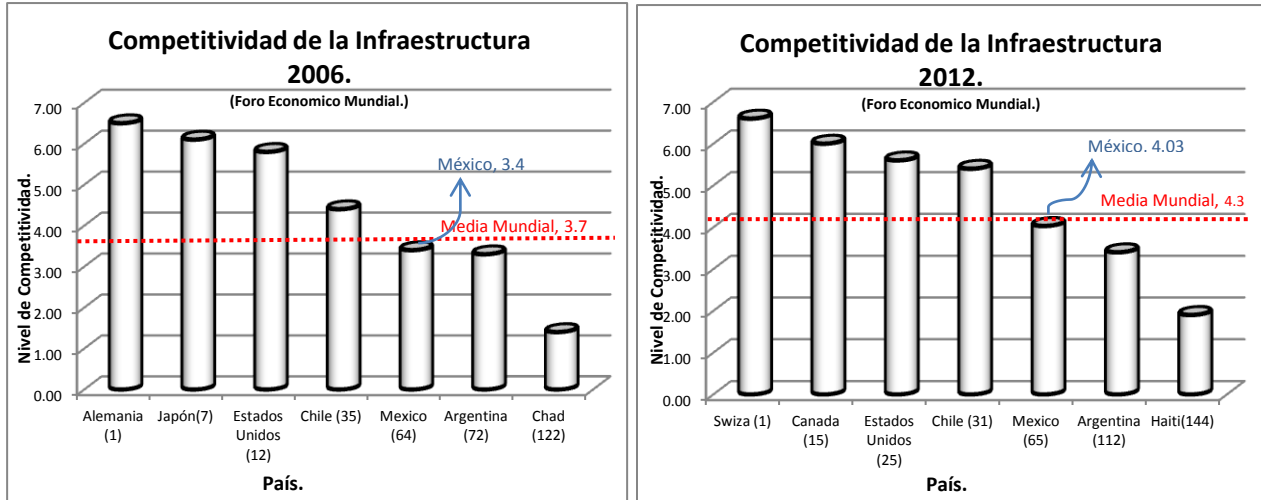 Competitividad de la Infraestructura
2006.
(Foro Economico Mundial.)
Nivel de Competitividad.
7.00
6.00
5.00
4.00
3.00
2.00
1.00
0.00
México, 3.4
Media Mundial, 3.7
Alemania
(1)
Japón(7)
Estados
Unidos
(12)
Chile (35)
Mexico
(64)
Argentina
(72)
Chad
(122)
País.
Competitividad de la Infraestructura
2012.
(Foro Economico Mundial.)
Nivel de Competitividad.
7.00
6.00
5.00
4.00
3.00
2.00
1.00
0.00
México. 4.03
Media Mundial, 4.3
Swiza (1)
Canada
(15)
Estados
Unidos
(25)
Chile (31)
Mexico
(65)
Argentina
(112)
Haiti(144)
País.